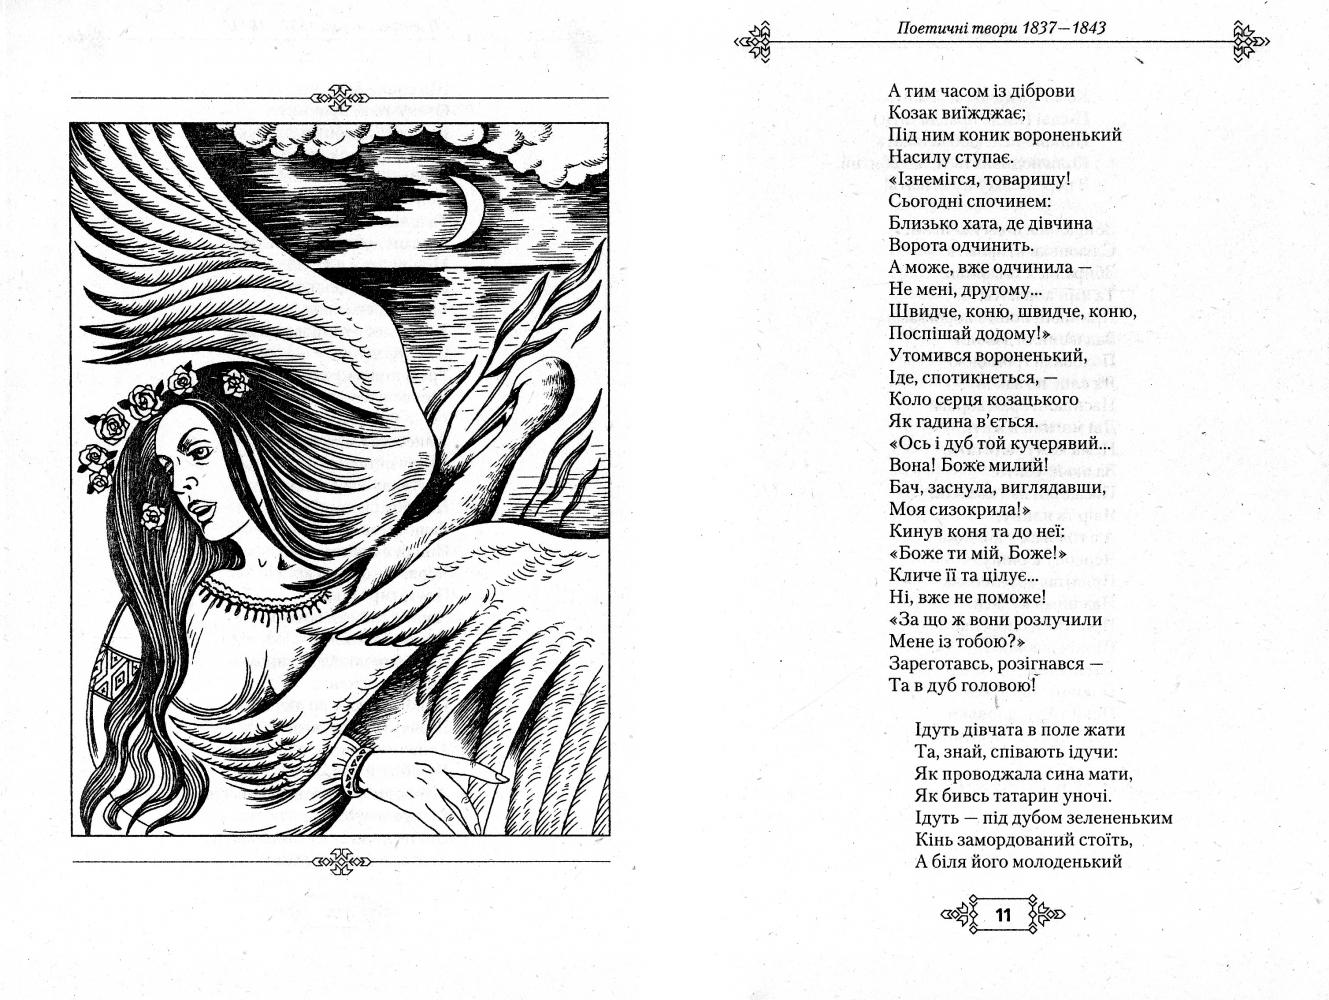 Поетичні твори 1837—1843
А тим часом із діброви
Козак виїжджає;
Під ним коник вороненький
Насилу ступає.
«Ізнемігся, товаришу!
Сьогодні спочинем:
Близько хата, де дівчина
Ворота одчинить.
А може, вже одчинила —
Не мені, другому...
Швидче, коню, швидче, коню,
Поспішай додому!»
Утомився вороненький,
Іде, спотикнеться, —
Коло серця козацького
Як гадина в’ється.
«Ось і дуб той кучерявий...
Вона! Боже милий!
Бач, заснула, виглядавши,
Моя сизокрила!»
Кинув коня та до неї:
«Боже ти мій, Боже!»
Кличе її та цілує...
Ні, вже не поможе!
«За що ж вони розлучили
Мене із тобою?»
Зареготавсь, розігнався —
Та в дуб головою!
Ідуть дівчата в поле жати
Та, знай, співають ідучи:
Як проводжала сина мати,
Як бивсь татарин уночі.
Ідуть — під дубом зелененьким
Кінь замордований стоїть,
А біля його молоденький
11